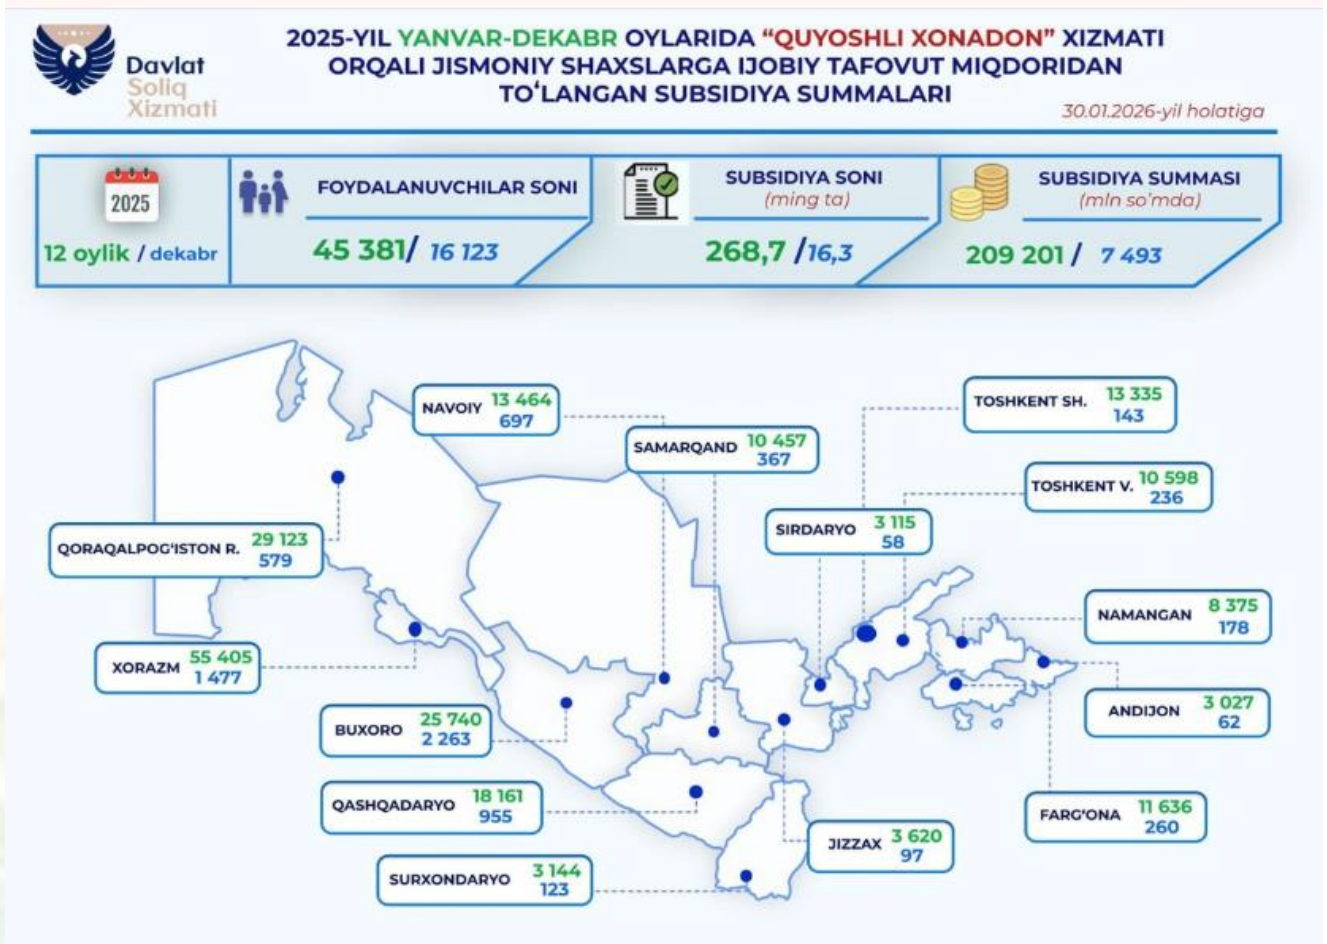 2025-YIL YANVAR-DEKABR OYLARIDA “QUYOSHLI XONADON” XIZMATI
ORQALI JISMONIY SHAXSLARGA IJOBIY TAFOVUT MIQDORIDAN
TO‘LANGAN SUBSIDIYA SUMMALARI
Davlat
Soliq
Xizmati
30.01.2026-yil holatiga
2025
12 oylik / dekabr
FOYDALANUVCHILAR SONI
45 381/ 16 123
SUBSIDIYA SONI
(ming ta)
268,7 /16,3
SUBSIDIYA SUMMASI
(mln so‘mda)
209 201 / 7 493
NAVOIY 13 464
697
SAMARQAND 10 457
367
TOSHKENT SH. 13 335
143
TOSHKENT V. 10 598
236
SIRDARYO 3 115
58
QORAQALPOG‘ISTON R. 29 123
579
NAMANGAN 8 375
178
XORAZM 55 405
1 477
ANDIJON 3 027
62
BUXORO 25 740
2 263
QASHQADARYO 18 161
955
FARG‘ONA 11 636
260
JIZZAX 3 620
97
SURXONDARYO 3 144
123